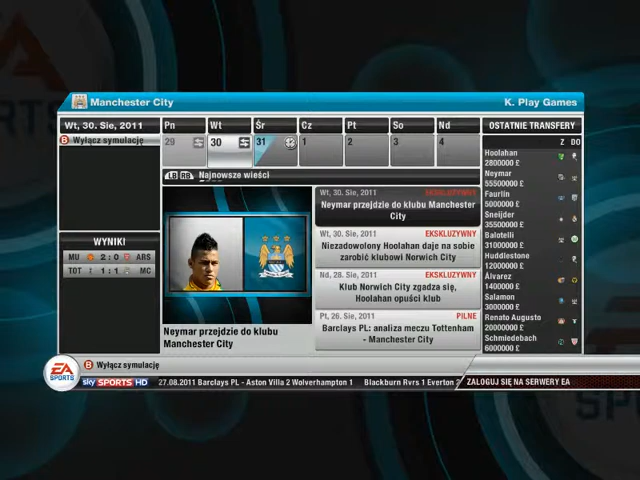 Manchester City
K. Play Games
Wt, 30. Sie, 2011
Pn
Wt
Śr
Cz
Pt
So
Nd
OSTATNIE TRANSFERY
B Wyłącz symulację
29
30
31
1
2
3
4
Z DO
LB RB Najnowsze wieści
Hoolahan
2800000 £
Neymar
55500000 £
Faurlin
5000000 £
Sneijder
35500000 £
Balotelli
31000000 £
Huddlestone
12000000 £
Álvarez
1400000 £
Salamon
3000000 £
Renato Augusto
20000000 £
Schmiedebach
6000000 £
Wt, 30. Sie, 2011 EKSKLUZYWNY
Neymar przejdzie do klubu Manchester
City
Wt, 30. Sie, 2011 EKSKLUZYWNY
Niezadowolony Hoolahan daje na sobie
zarobić klubowi Norwich City
Nd, 28. Sie, 2011 EKSKLUZYWNY
Klub Norwich City zgadza się,
Hoolahan opuści klub
Pt, 26. Sie, 2011 PILNE
Barclays PL: analiza meczu Tottenham
- Manchester City
WYNIKI
MU 2 : 0 ARS
TOT 1 : 1 MC
Neymar przejdzie do klubu
Manchester City
EA
SPORTS
B Wyłącz symulację
sky SPORTS HD
27.08.2011 Barclays PL - Aston Villa 2 Wolverhampton 1 Blackburn Rvrs 1 Everton 2
ZALOGUJ SIĘ NA SERWERY EA